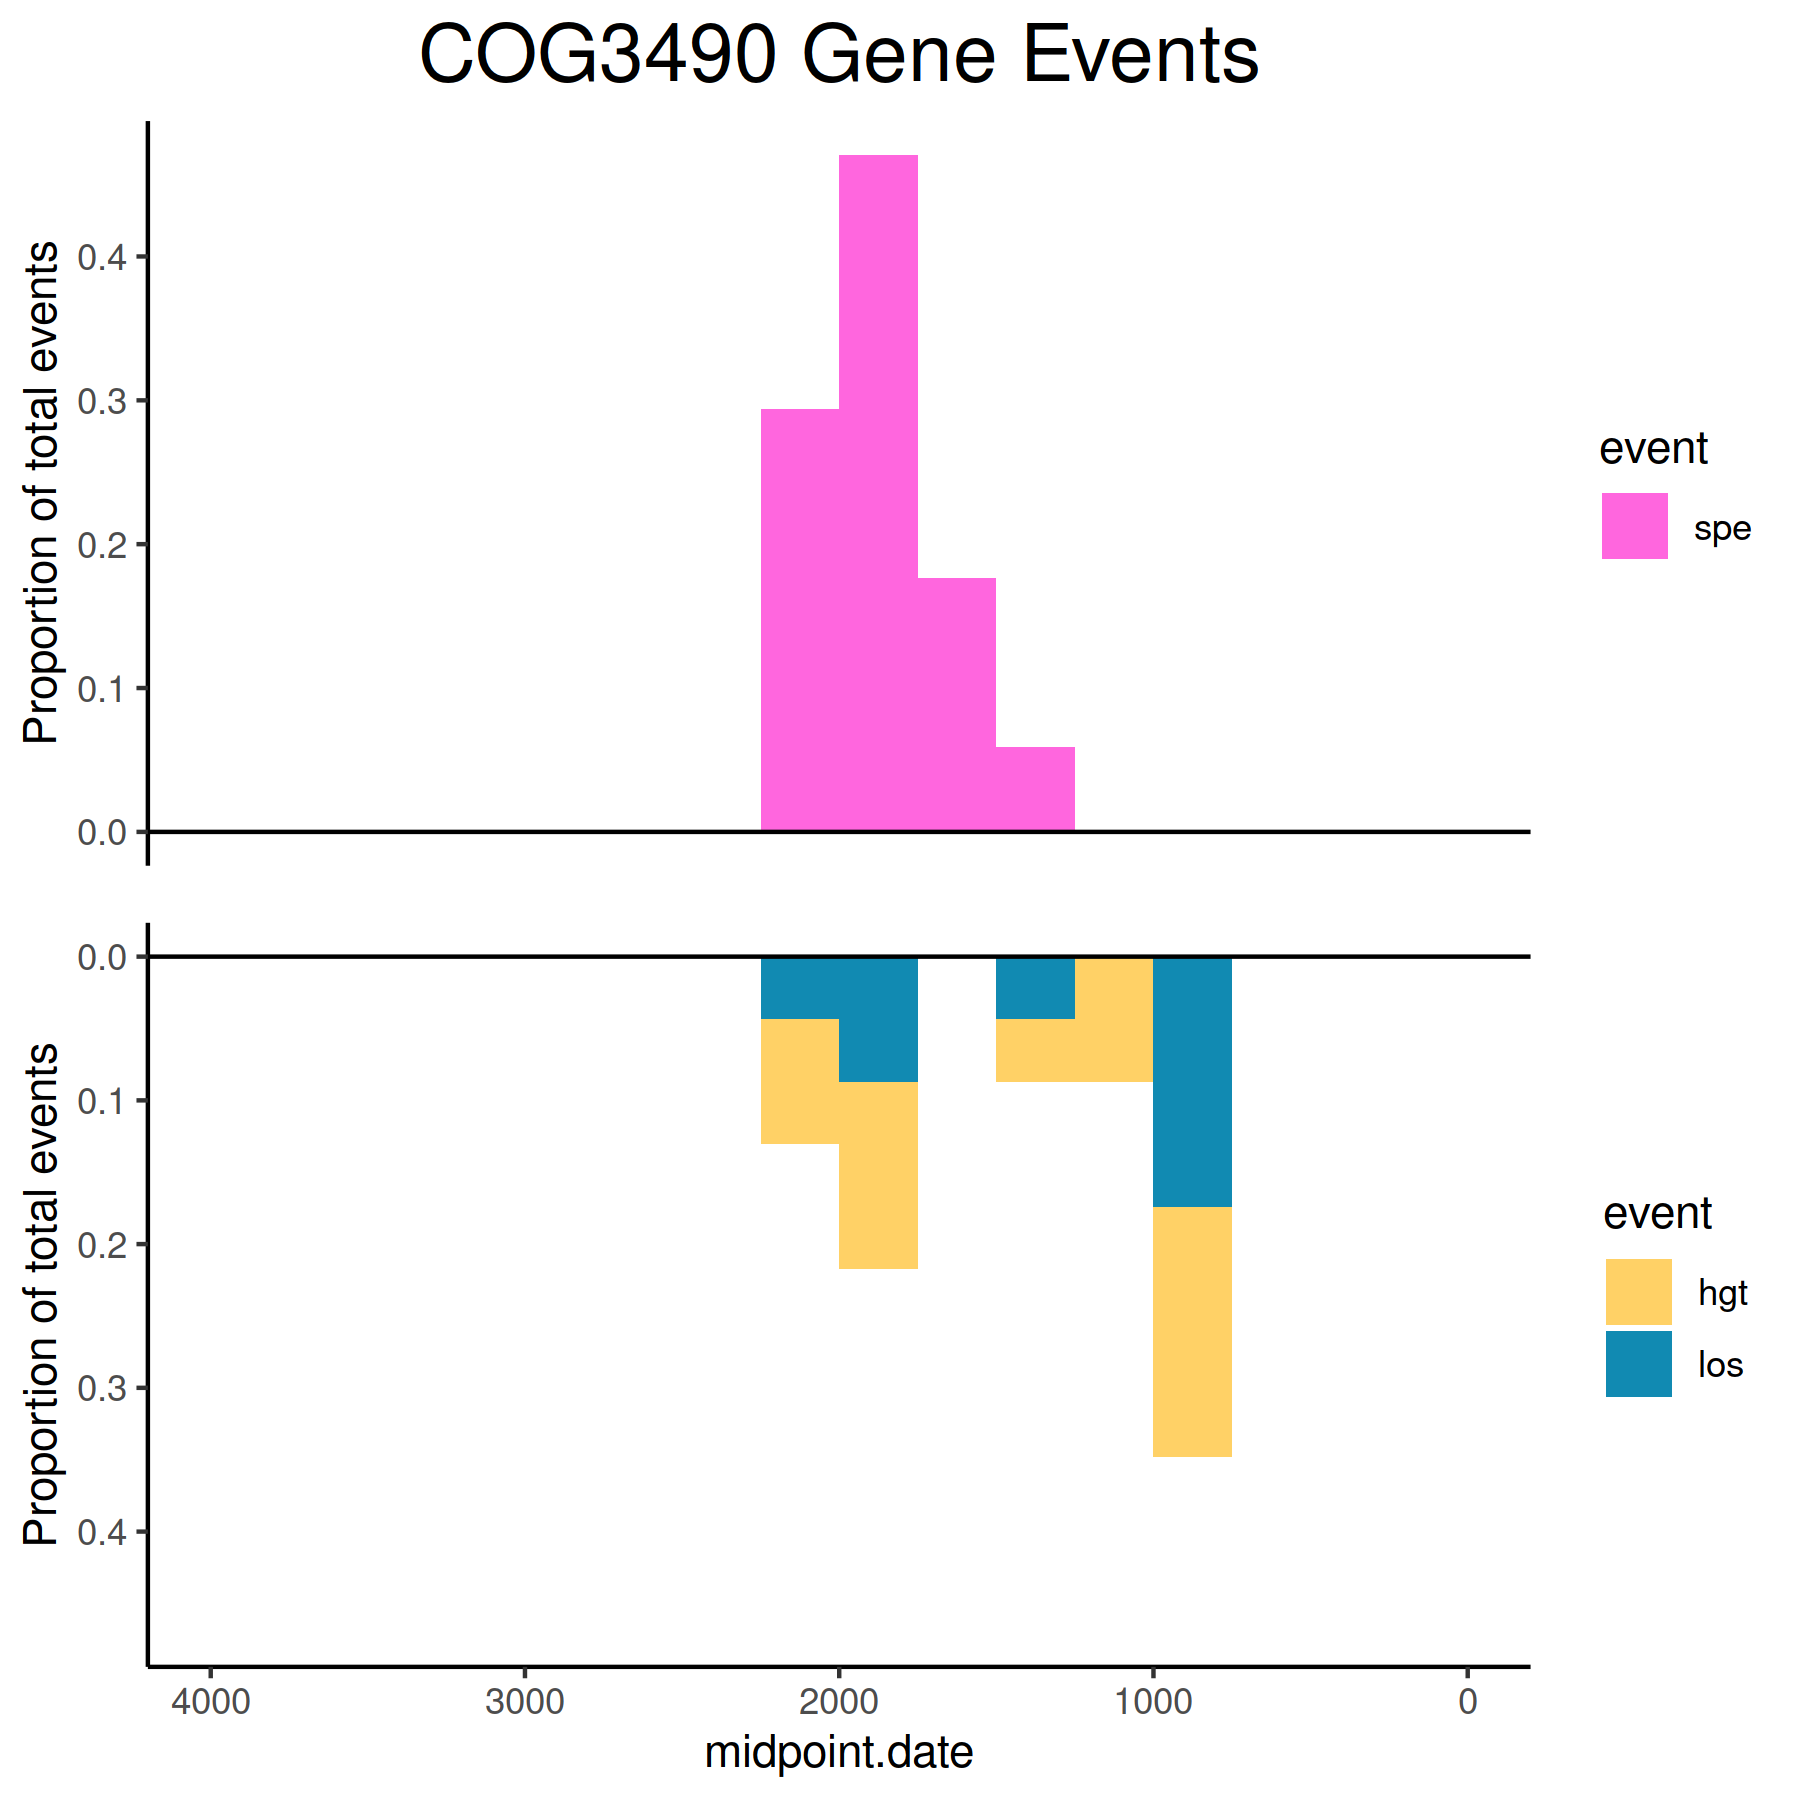 COG3490 Gene Events
Proportion of total events
0.4
0.3
0.2
0.1
0.0
event
spe
Proportion of total events
0.0
0.1
0.2
0.3
0.4
event
hgt
los
4000 3000 2000 1000 0
midpoint.date